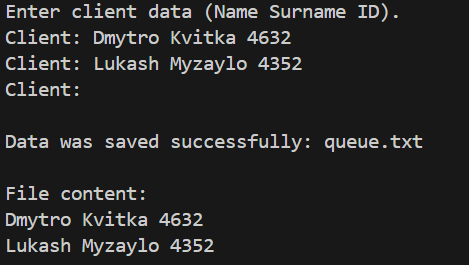 Enter client data (Name Surname ID).
Client: Dmytro Kvitka 4632
Client: Lukash Myzaylo 4352
Client:
Data was saved successfully: queue.txt
File content:
Dmytro Kvitka 4632
Lukash Myzaylo 4352